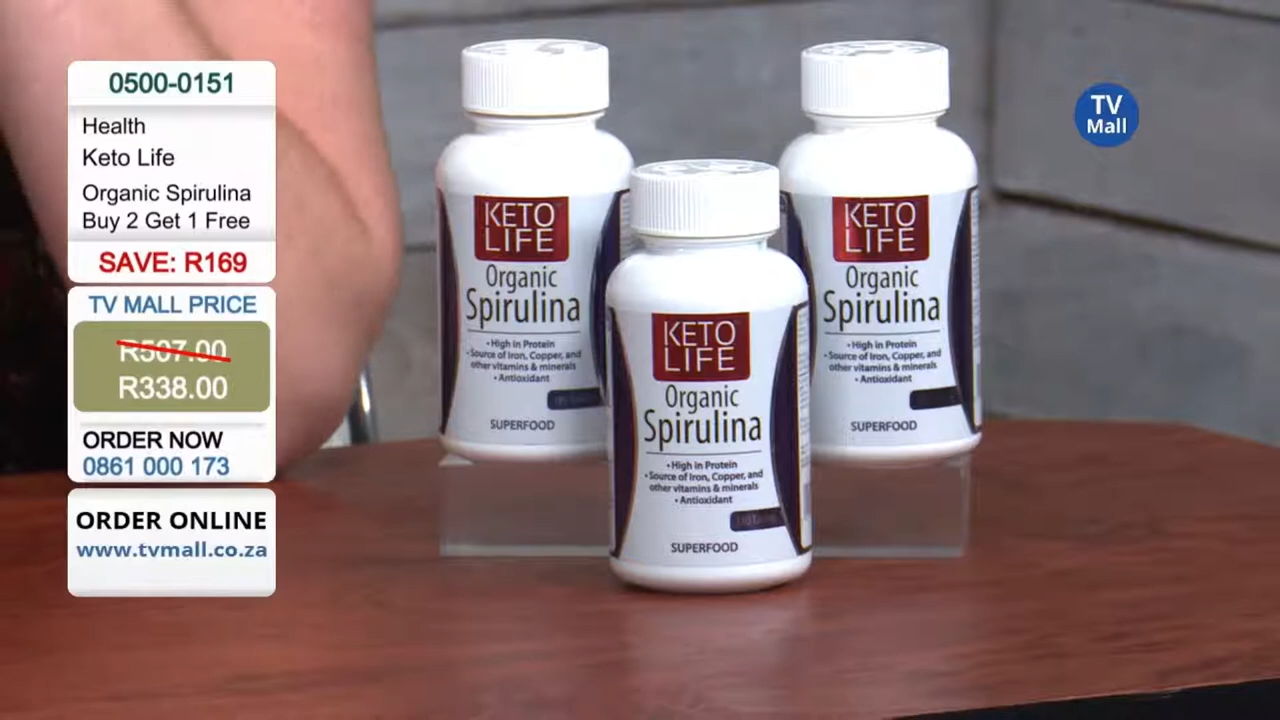 0500-0151
Health
Keto Life
Organic Spirulina
Buy 2 Get 1 Free
SAVE: R169
TV MALL PRICE
R507.00
R338.00
ORDER NOW
0861 000 173
ORDER ONLINE
www.tvmall.co.za
KETO
LIFE
Organic
Spirulina
• High in Protein
• Source of Iron, Copper, and
other vitamins & minerals
• Antioxidant
SUPERFOOD
KETO
LIFE
Organic
Spirulina
• High in Protein
• Source of Iron, Copper, and
other vitamins & minerals
• Antioxidant
SUPERFOOD
KETO
LIFE
Organic
Spirulina
• High in Protein
• Source of Iron, Copper, and
other vitamins & minerals
• Antioxidant
SUPERFOOD
TV
Mall